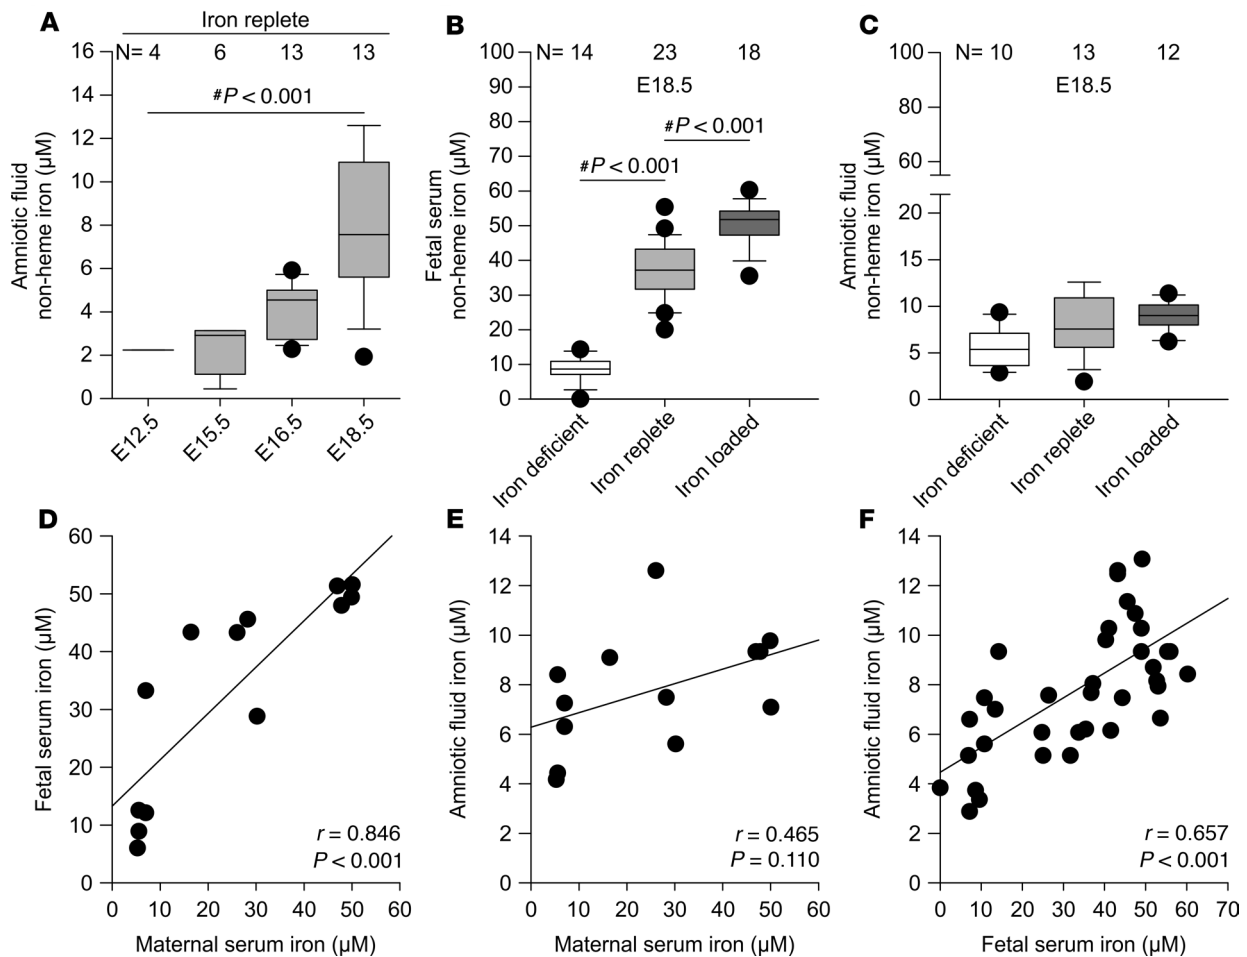 A
Iron replete
N= 4 6 13 13
#P < 0.001
16
14
12
10
8
6
4
2
0
Amniotic fluid
non-heme iron (μM)
E12.5
E15.5
E16.5
E18.5
B
N= 14 23 18
E18.5
#P < 0.001
#P < 0.001
100
90
80
70
60
50
40
30
20
10
0
Fetal serum
non-heme iron (μM)
Iron deficient
Iron replete
Iron loaded
C
N= 10 13 12
E18.5
100
80
60
20
15
10
5
0
Amniotic fluid
non-heme iron (μM)
Iron deficient
Iron replete
Iron loaded
D
60
50
40
30
20
10
0
Fetal serum iron (μM)
r = 0.846
P < 0.001
0 10 20 30 40 50 60
Maternal serum iron (μM)
E
14
12
10
8
6
4
2
0
Amniotic fluid iron (μM)
r = 0.465
P = 0.110
0 10 20 30 40 50 60
Maternal serum iron (μM)
F
14
12
10
8
6
4
2
0
Amniotic fluid iron (μM)
r = 0.657
P < 0.001
0 10 20 30 40 50 60 70
Fetal serum iron (μM)